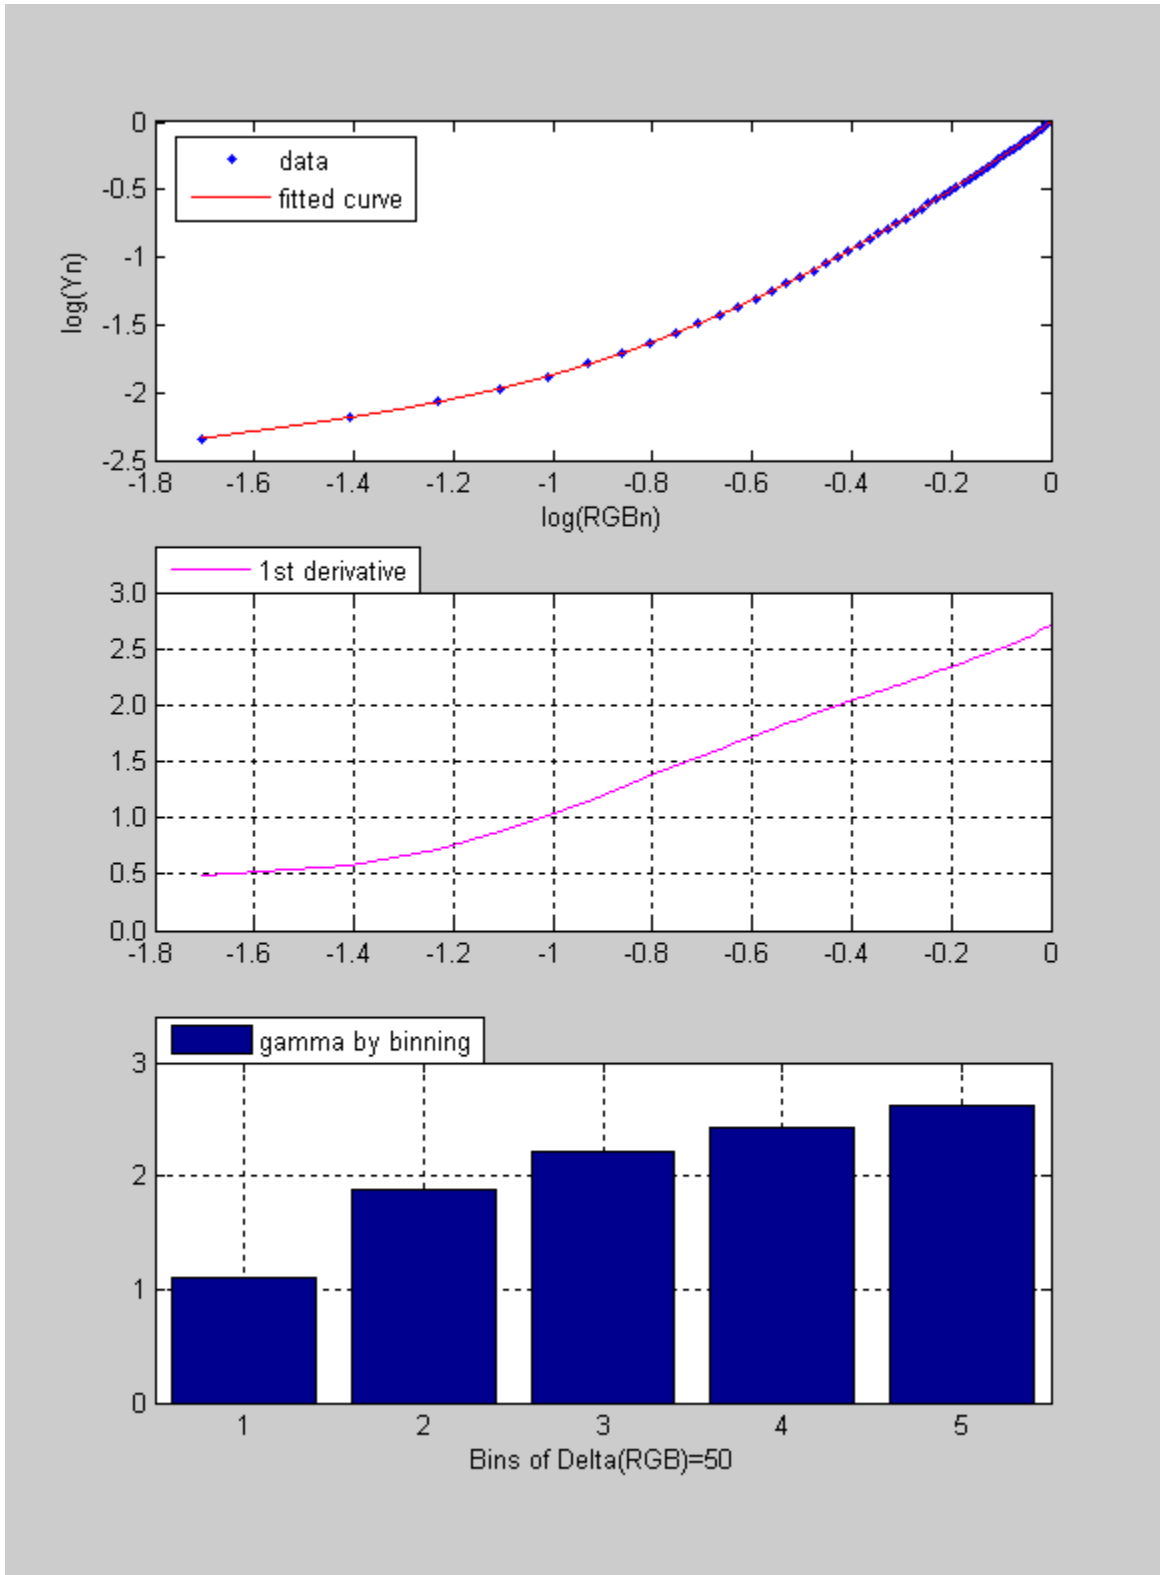 0
-0.5
-1
-1.5
-2
-2.5
log(Yn)
data
fitted curve
-1.8 -1.6 -1.4 -1.2 -1 -0.8 -0.6 -0.4 -0.2 0
log(RGBn)
1st derivative
3.0
2.5
2.0
1.5
1.0
0.5
0.0
-1.8 -1.6 -1.4 -1.2 -1 -0.8 -0.6 -0.4 -0.2 0
gamma by binning
3
2
1
0
1 2 3 4 5
Bins of Delta(RGB)=50